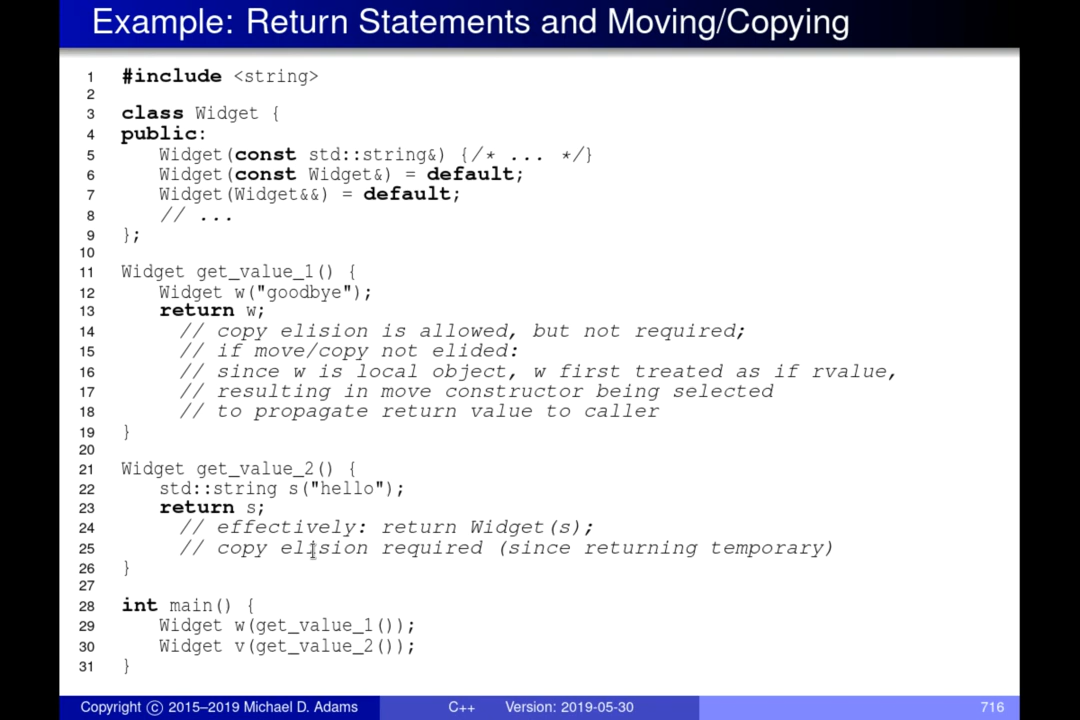 Example: Return Statements and Moving/Copying
1 #include <string>
2
3 class Widget {
4 public:
5 Widget(const std::string&) {/* ... */}
6 Widget(const Widget&) = default;
7 Widget(Widget&&) = default;
8 // ...
9 };
10
11 Widget get_value_1() {
12 Widget w("goodbye");
13 return w;
14 // copy elision is allowed, but not required;
15 // if move/copy not elided:
16 // since w is local object, w first treated as if rvalue,
17 // resulting in move constructor being selected
18 // to propagate return value to caller
19 }
20
21 Widget get_value_2() {
22 std::string s("hello");
23 return s;
24 // effectively: return Widget(s);
25 // copy elision required (since returning temporary)
26 }
27
28 int main() {
29 Widget w(get_value_1());
30 Widget v(get_value_2());
31 }
Copyright © 2015–2019 Michael D. Adams C++ Version: 2019-05-30 716